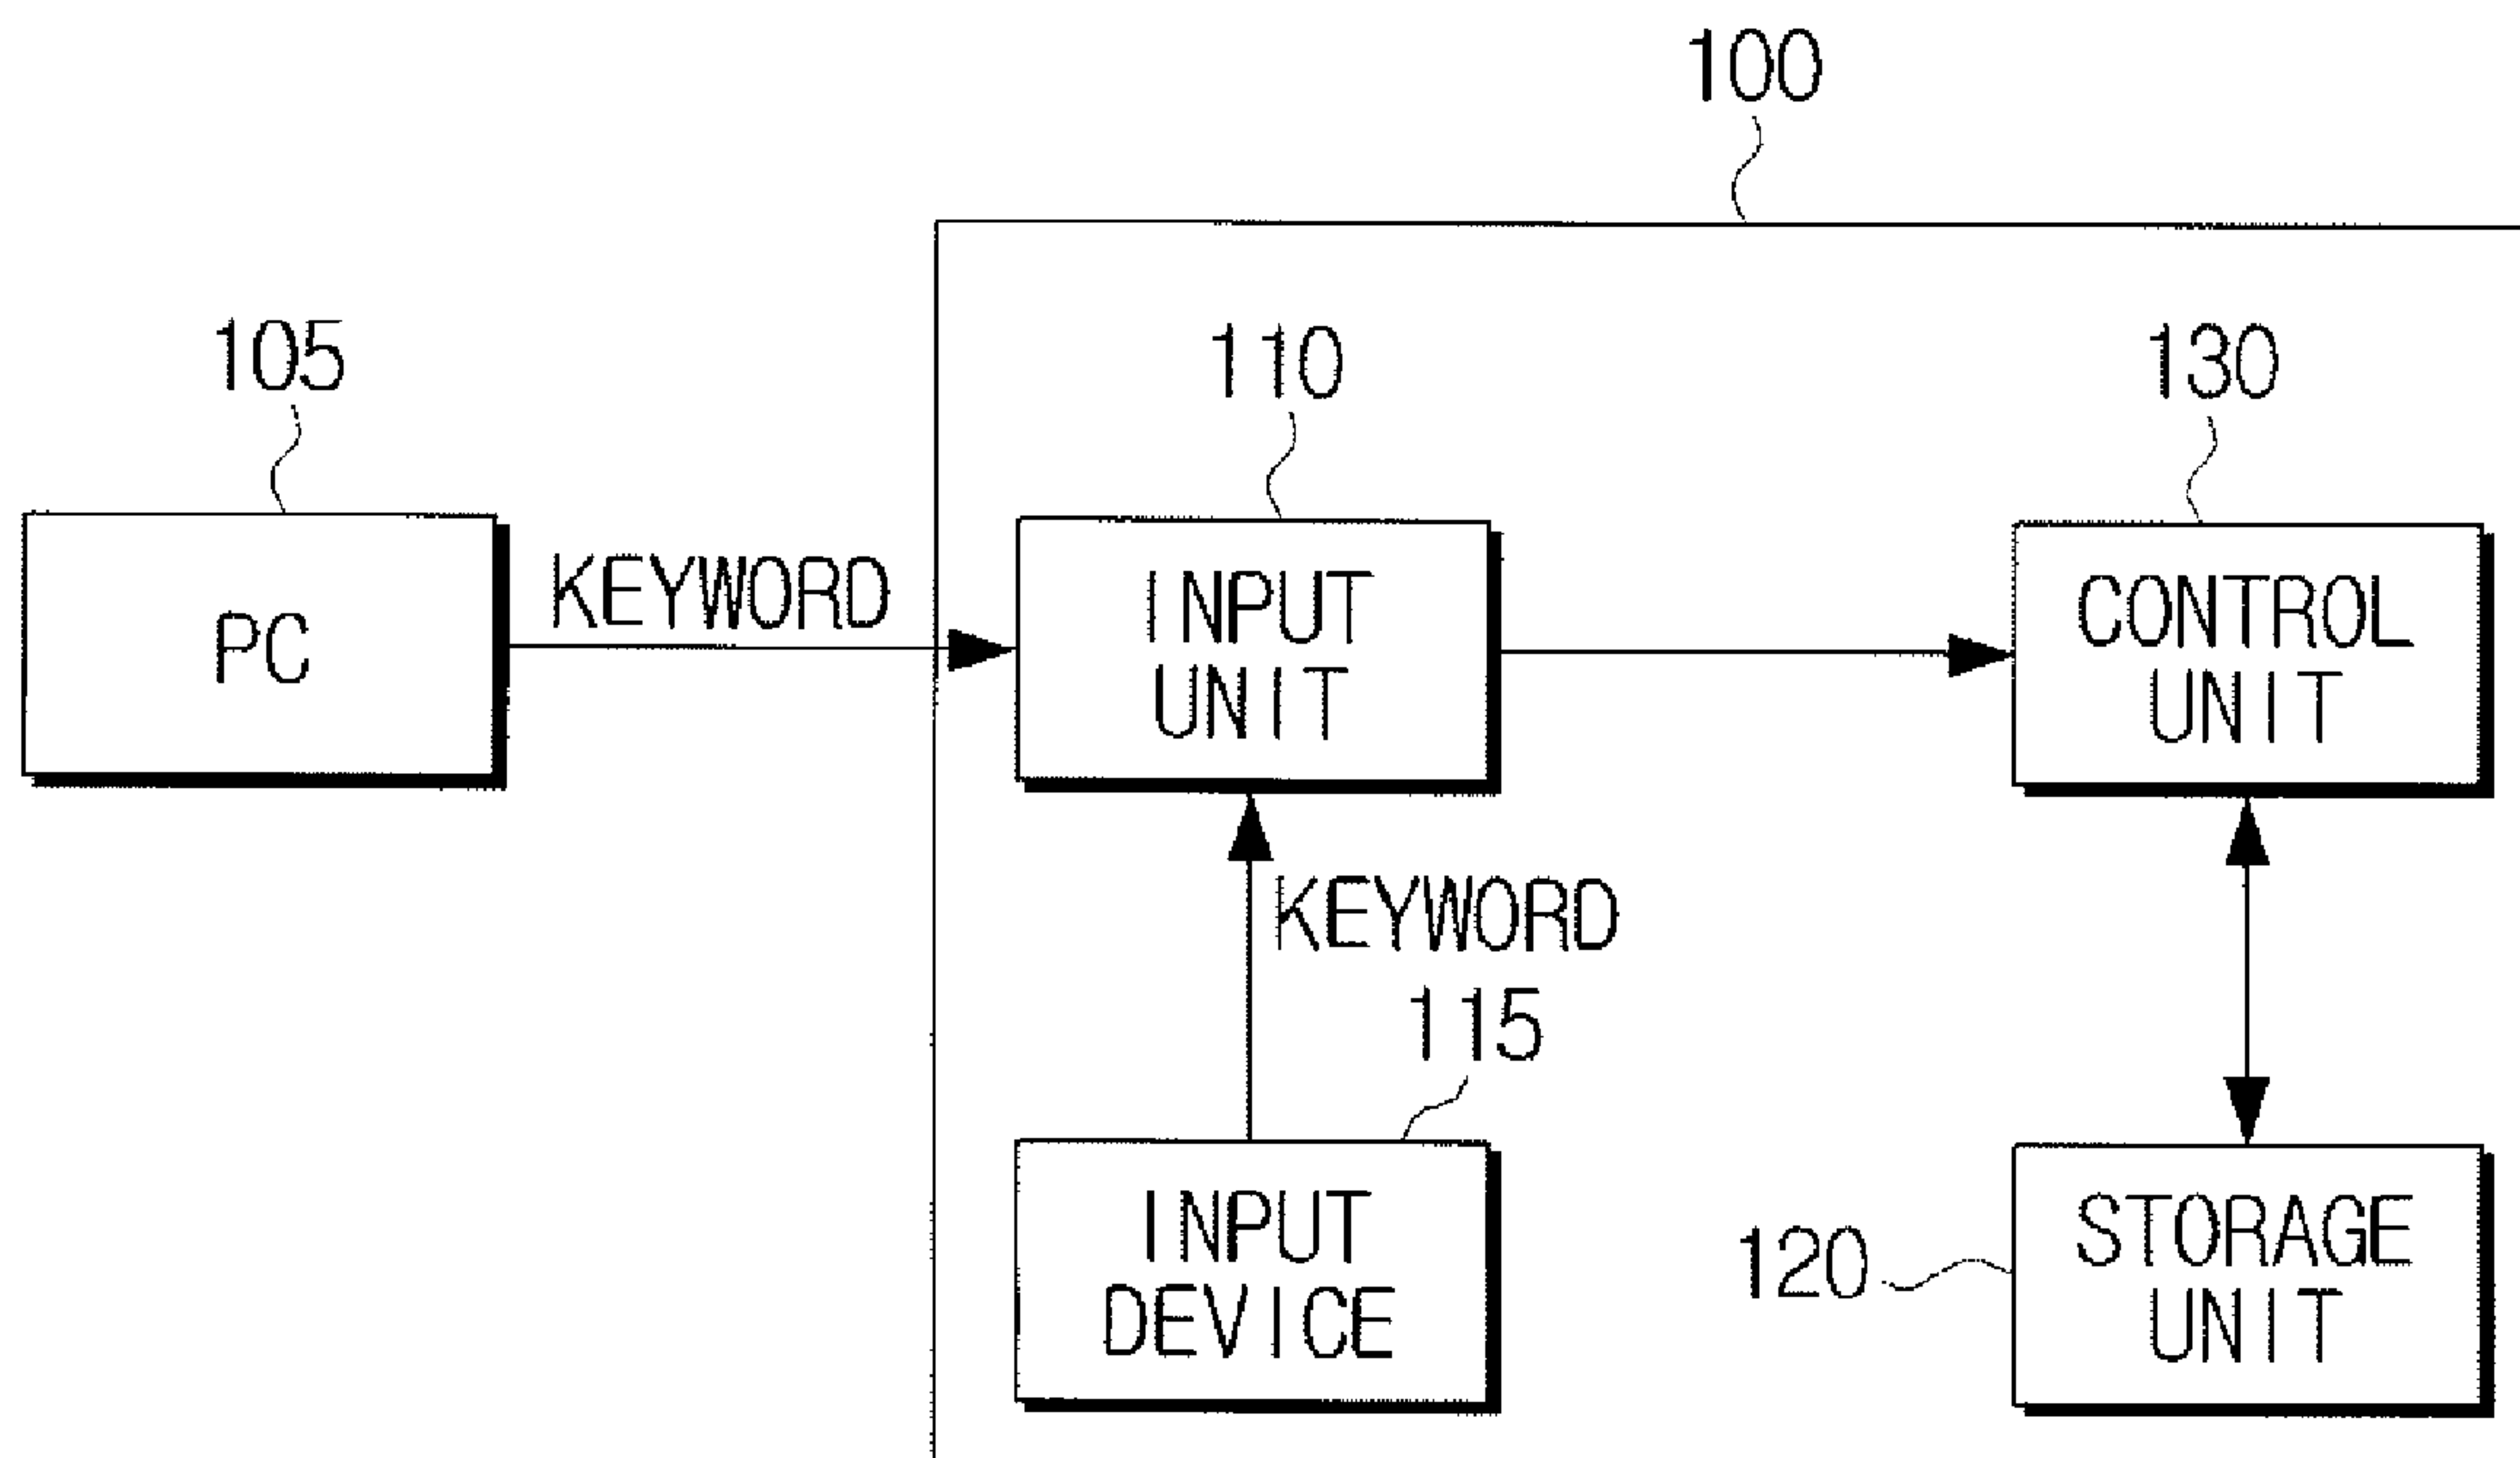 100
105
110
130
PC
KEYWORD
INPUT
UNIT
CONTROL
UNIT
KEYWORD
115
INPUT
DEVICE
120
STORAGE
UNIT